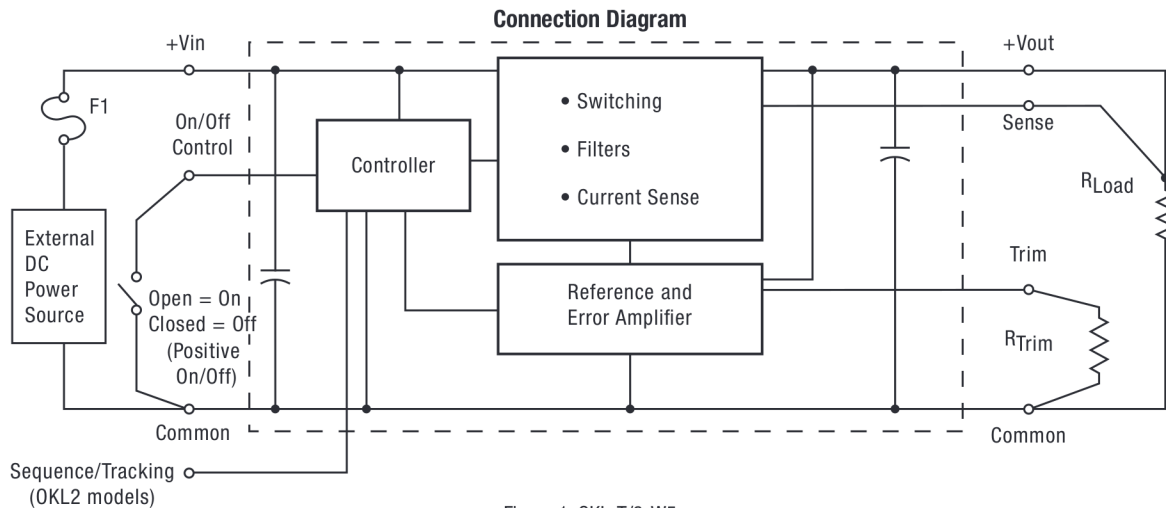 Connection Diagram
+Vin
+Vout
F1
On/Off
Control
Controller
• Switching
• Filters
• Current Sense
Sense
RLoad
External
DC
Power
Source
Open = On
Closed = Off
(Positive
On/Off)
Reference and
Error Amplifier
Trim
RTrim
Common
Common
Sequence/Tracking
(OKL2 models)